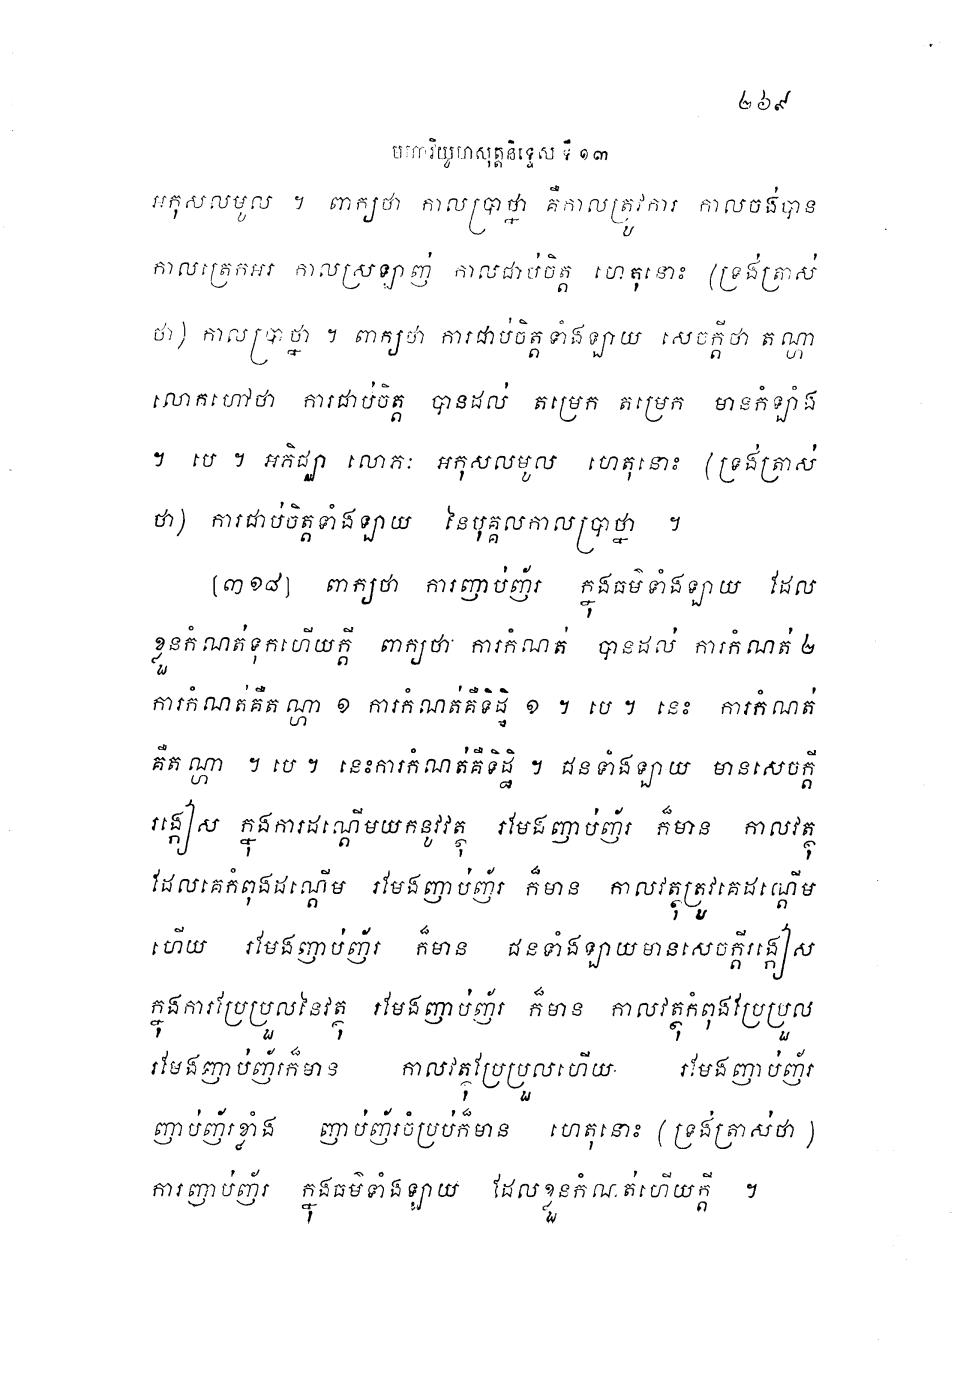 ២៦៩
មហាវិយូហសុត្តនិទ្ទេស ទី ១៣
អកុសលមូល ។ ពាក្យថា កាលប្រាថ្នា គឺកាលត្រូវការ កាលចង់បាន
កាលត្រេកអរ កាលស្រឡាញ់ កាលជាប់ចិត្ត ហេតុនោះ (ទ្រង់ត្រាស់
ថា) កាលប្រាថ្នា ។ ពាក្យថា ការជាប់ចិត្តទាំងឡាយ សេចក្តីថា តណ្ហា
លោកហៅថា ការជាប់ចិត្ត បានដល់ តម្រេក តម្រេក មានកំឡាំង
។ បេ ។ អភិជ្ឈា លោភៈ អកុសលមូល ហេតុនោះ (ទ្រង់ត្រាស់
ថា) ការជាប់ចិត្តទាំងឡាយ នៃបុគ្គលកាលប្រាថ្នា ។
[៣១៨] ពាក្យថា ការញាប់ញ័រ ក្នុងធម៌ទាំងឡាយ ដែល
ខ្លួនកំណត់ទុកហើយក្តី ពាក្យថា ការកំណត់ បានដល់ ការកំណត់ ២
ការកំណត់គឺតណ្ហា ១ ការកំណត់គឺទិដ្ឋិ ១ ។ បេ ។ នេះ ការកំណត់
គឺតណ្ហា ។ បេ ។ នេះការកំណត់គឺទិដ្ឋិ ។ ជនទាំងឡាយ មានសេចក្តី
រង្កៀស ក្នុងការដណ្តើមយកនូវវត្ថុ រមែងញាប់ញ័រ ក៏មាន កាលវត្ថុ
ដែលគេកំពុងដណ្តើម រមែងញាប់ញ័រ ក៏មាន កាលវត្ថុត្រូវគេដណ្តើម
ហើយ រមែងញាប់ញ័រ ក៏មាន ជនទាំងឡាយមានសេចក្តីរង្កៀស
ក្នុងការប្រែប្រួលនៃវត្ថុ រមែងញាប់ញ័រ ក៏មាន កាលវត្ថុកំពុងប្រែប្រួល
រមែងញាប់ញ័រក៏មាន កាលវត្ថុប្រែប្រួលហើយ រមែងញាប់ញ័រ
ញាប់ញ័រខ្លាំង ញាប់ញ័រចំប្រប់ក៏មាន ហេតុនោះ (ទ្រង់ត្រាស់ថា)
ការញាប់ញ័រ ក្នុងធម៌ទាំងឡាយ ដែលខ្លួនកំណត់ហើយក្តី ។